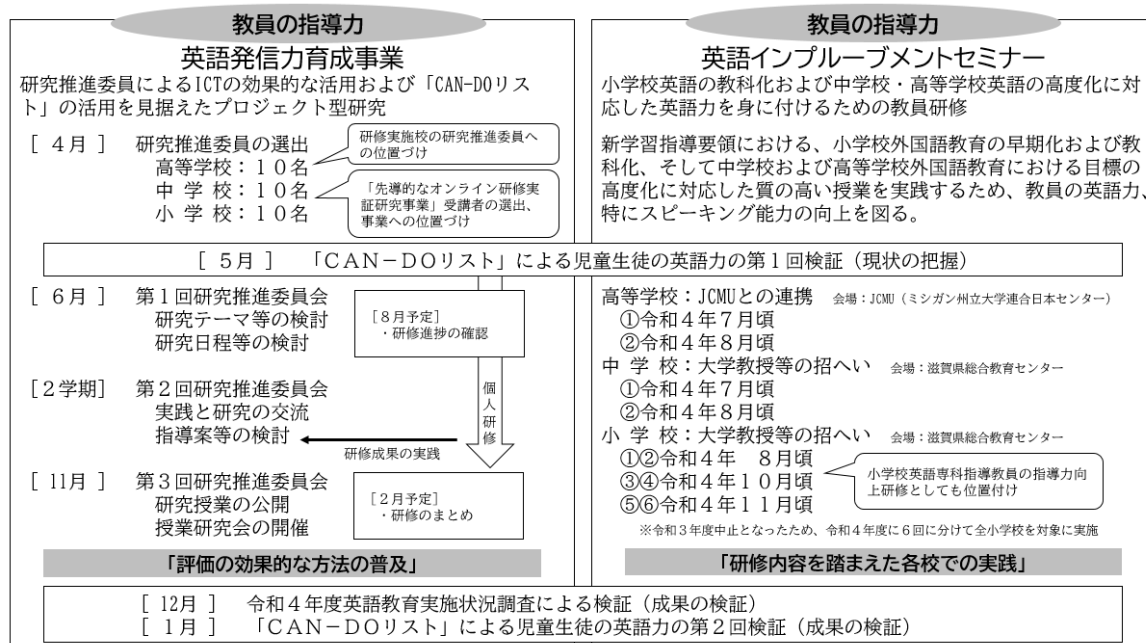 教員の指導力
英語発信力育成事業
研究推進委員によるICTの効果的な活用および「CAN-DOリス
ト」の活用を見据えたプロジェクト型研究
[ 4月 ] 研究推進委員の選出
高等学校：10名
中 学 校：10名
小 学 校：10名
研修実施校の研究推進委員へ
の位置づけ
「先導的なオンライン研修実
証研究事業」受講者の選出、
事業への位置づけ
教員の指導力
英語インプルーブメントセミナー
小学校英語の教科化および中学校・高等学校英語の高度化に対
応した英語力を身に付けるための教員研修
新学習指導要領における、小学校外国語教育の早期化および教
科化、そして中学校および高等学校外国語教育における目標の
高度化に対応した質の高い授業を実践するため、教員の英語力、
特にスピーキング能力の向上を図る。
[ 5月 ] 「CAN－DOリスト」による児童生徒の英語力の第１回検証（現状の把握）
[ 6月 ] 第１回研究推進委員会
研究テーマ等の検討
研究日程等の検討
[８月予定]
・研修進捗の確認
[２学期] 第２回研究推進委員会
実践と研究の交流
指導案等の検討
個人研修
研修成果の実践
[ 11月 ] 第３回研究推進委員会
研究授業の公開
授業研究会の開催
[２月予定]
・研修のまとめ
「評価の効果的な方法の普及」
高等学校：JCMUとの連携 会場：JCMU（ミシガン州立大学連合日本センター）
①令和４年７月頃
②令和４年８月頃
中 学 校：大学教授等の招へい 会場：滋賀県総合教育センター
①令和４年７月頃
②令和４年８月頃
小 学 校：大学教授等の招へい 会場：滋賀県総合教育センター
①②令和４年 ８月頃
③④令和４年１０月頃
⑤⑥令和４年１１月頃
小学校英語専科指導教員の指導力向
上研修としても位置付け
※令和３年度中止となったため、令和４年度に６回に分けて全小学校を対象に実施
「研修内容を踏まえた各校での実践」
[ 12月 ] 令和４年度英語教育実施状況調査による検証（成果の検証）
[ 1月 ] 「CAN－DOリスト」による児童生徒の英語力の第２回検証（成果の検証）